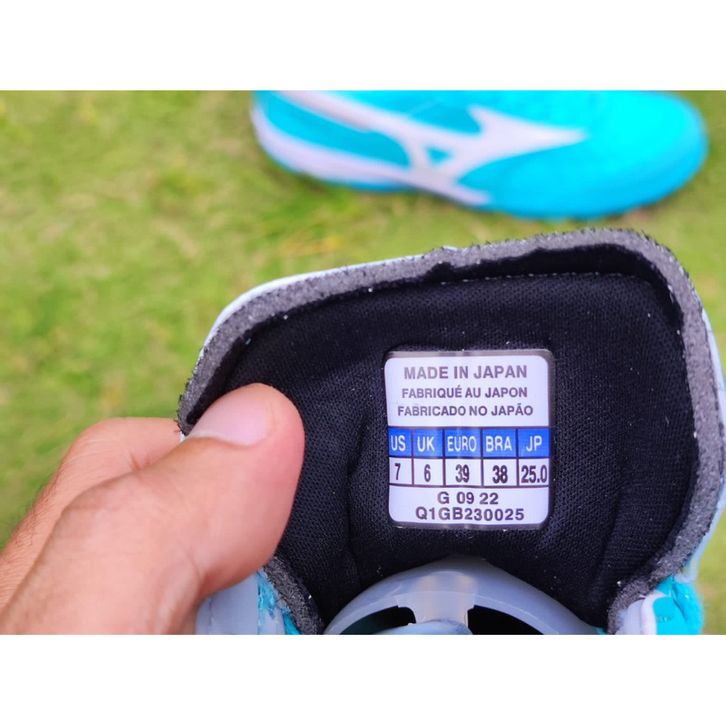 MADE IN JAPAN
FABRIQUÉ AU JAPON
FABRICADO NO JAPÃO
US UK EURO BRA JP
7 6 39 38 25.0
G 09 22
Q1GB230025